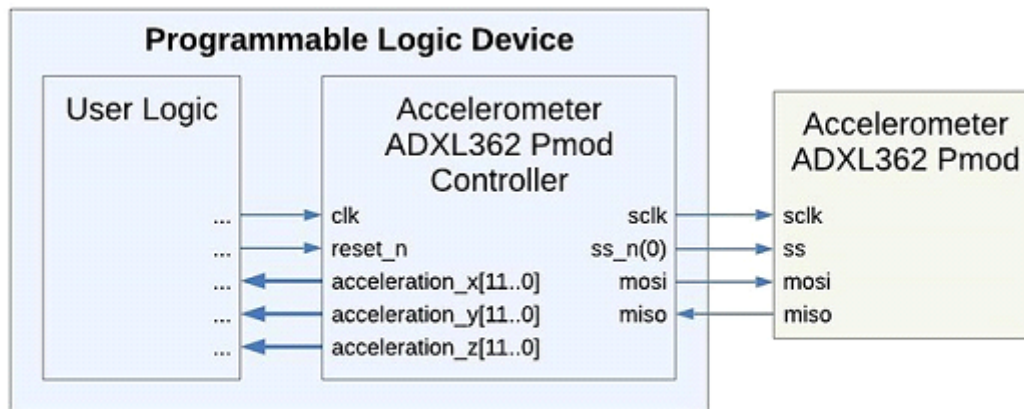 Programmable Logic Device
User Logic
...
...
...
...
...
Accelerometer
ADXL362 Pmod
Controller
clk
reset_n
acceleration_x[11..0]
acceleration_y[11..0]
acceleration_z[11..0]
sclk
ss_n(0)
mosi
miso
Accelerometer
ADXL362 Pmod
sclk
ss
mosi
miso